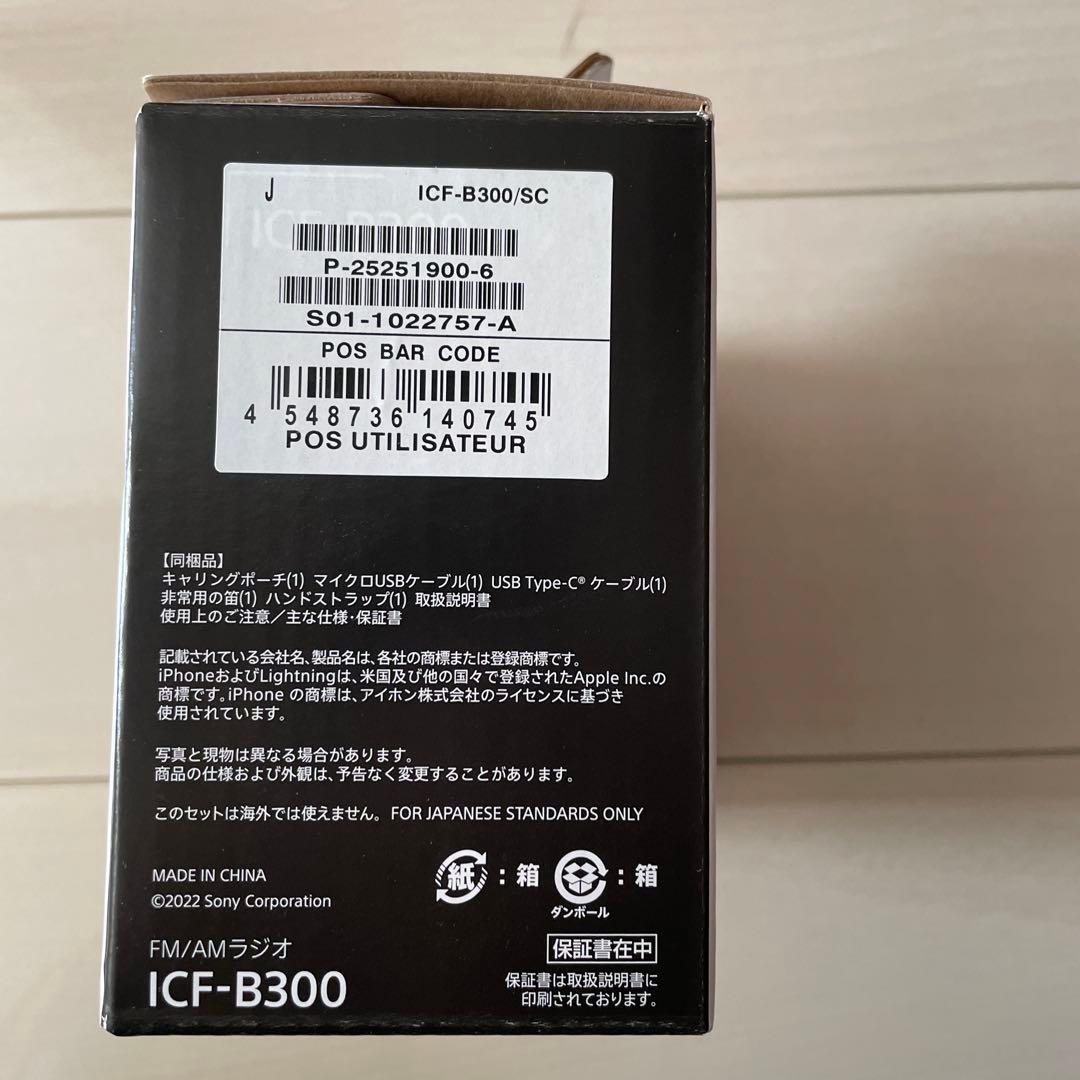 J ICF-B300/SC
P-25251900-6
S01-1022757-A
POS BAR CODE
4 548736 140745
POS UTILISATEUR
【同梱品】
キャリングポーチ(1) マイクロUSBケーブル(1) USB Type-C® ケーブル(1)
非常用の笛(1) ハンドストラップ(1) 取扱説明書
使用上のご注意／主な仕様・保証書
記載されている会社名、製品名は、各社の商標または登録商標です。
iPhoneおよびLightningは、米国及び他の国々で登録されたApple Inc.の
商標です。iPhone の商標は、アイホン株式会社のライセンスに基づき
使用されています。
写真と現物は異なる場合があります。
商品の仕様および外観は、予告なく変更することがあります。
このセットは海外では使えません。 FOR JAPANESE STANDARDS ONLY
紙：箱 ：箱
ダンボール
MADE IN CHINA
©2022 Sony Corporation
FM/AMラジオ
ICF-B300
保証書在中
保証書は取扱説明書に
印刷されております。